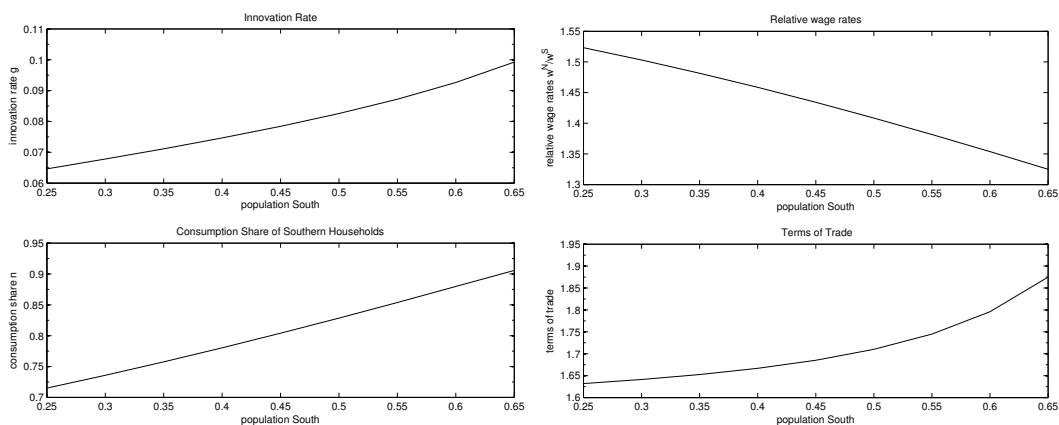 Innovation Rate
0.11
0.1
0.09
0.08
0.07
0.06
innovation rate g
0.25 0.3 0.35 0.4 0.45 0.5 0.55 0.6 0.65
population South
Relative wage rates
1.55
1.5
1.45
1.4
1.35
1.3
relative wage rates w^N/w^S
0.25 0.3 0.35 0.4 0.45 0.5 0.55 0.6 0.65
population South
Consumption Share of Southern Households
0.95
0.9
0.85
0.8
0.75
0.7
consumption share n
0.25 0.3 0.35 0.4 0.45 0.5 0.55 0.6 0.65
population South
Terms of Trade
1.95
1.9
1.85
1.8
1.75
1.7
1.65
1.6
terms of trade
0.25 0.3 0.35 0.4 0.45 0.5 0.55 0.6 0.65
population South